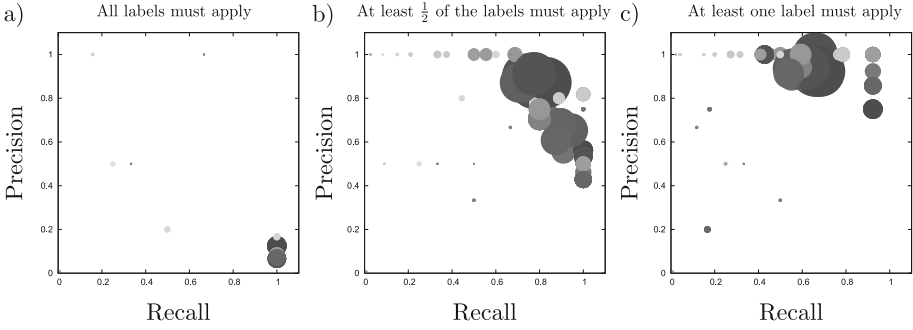 a) All labels must apply
Precision
1
0.8
0.6
0.4
0.2
0
0 0.2 0.4 0.6 0.8 1
Recall
b) At least 1/2 of the labels must apply
Precision
1
0.8
0.6
0.4
0.2
0
0 0.2 0.4 0.6 0.8 1
Recall
c) At least one label must apply
Precision
1
0.8
0.6
0.4
0.2
0
0 0.2 0.4 0.6 0.8 1
Recall